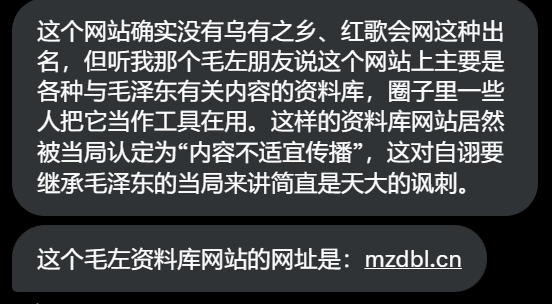 这个网站确实没有乌有之乡、红歌会网这种出
名，但听我那个毛左朋友说这个网站上主要是
各种与毛泽东有关内容的资料库，圈子里一些
人把它当作工具在用。这样的资料库网站居然
被当局认定为“内容不适宜传播”，这对自诩要
继承毛泽东的当局来讲简直是天大的讽刺。
这个毛左资料库网站的网址是：mzdbl.cn